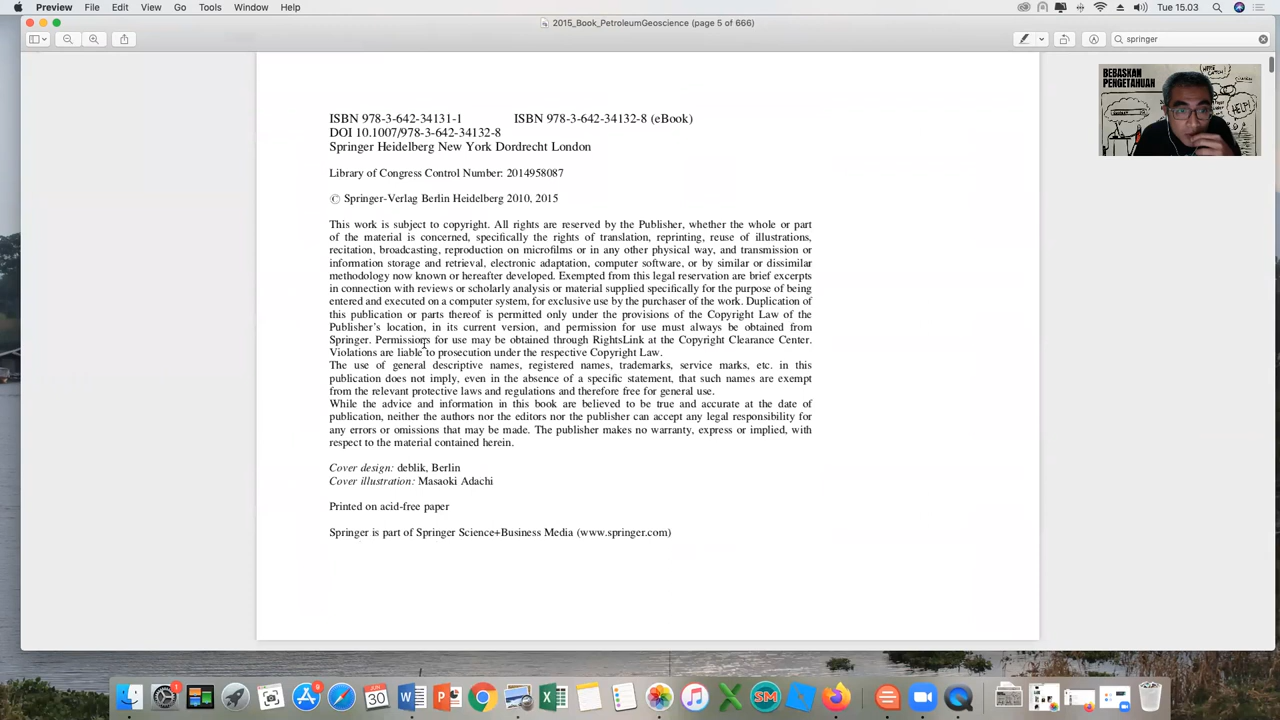 Preview File Edit View Go Tools Window Help
Tue 15.03
2015_Book_PetroleumGeoscience (page 5 of 666)
springer
ISBN 978-3-642-34131-1 ISBN 978-3-642-34132-8 (eBook)
DOI 10.1007/978-3-642-34132-8
Springer Heidelberg New York Dordrecht London
Library of Congress Control Number: 2014958087
© Springer-Verlag Berlin Heidelberg 2010, 2015
This work is subject to copyright. All rights are reserved by the Publisher, whether the whole or part
of the material is concerned, specifically the rights of translation, reprinting, reuse of illustrations,
recitation, broadcasting, reproduction on microfilms or in any other physical way, and transmission or
information storage and retrieval, electronic adaptation, computer software, or by similar or dissimilar
methodology now known or hereafter developed. Exempted from this legal reservation are brief excerpts
in connection with reviews or scholarly analysis or material supplied specifically for the purpose of being
entered and executed on a computer system, for exclusive use by the purchaser of the work. Duplication of
this publication or parts thereof is permitted only under the provisions of the Copyright Law of the
Publisher's location, in its current version, and permission for use must always be obtained from
Springer. Permissions for use may be obtained through RightsLink at the Copyright Clearance Center.
Violations are liable to prosecution under the respective Copyright Law.
The use of general descriptive names, registered names, trademarks, service marks, etc. in this
publication does not imply, even in the absence of a specific statement, that such names are exempt
from the relevant protective laws and regulations and therefore free for general use.
While the advice and information in this book are believed to be true and accurate at the date of
publication, neither the authors nor the editors nor the publisher can accept any legal responsibility for
any errors or omissions that may be made. The publisher makes no warranty, express or implied, with
respect to the material contained herein.
Cover design: deblik, Berlin
Cover illustration: Masaoki Adachi
Printed on acid-free paper
Springer is part of Springer Science+Business Media (www.springer.com)
BEBASKAN
PENGETAHUAN
HELP!
30
SM